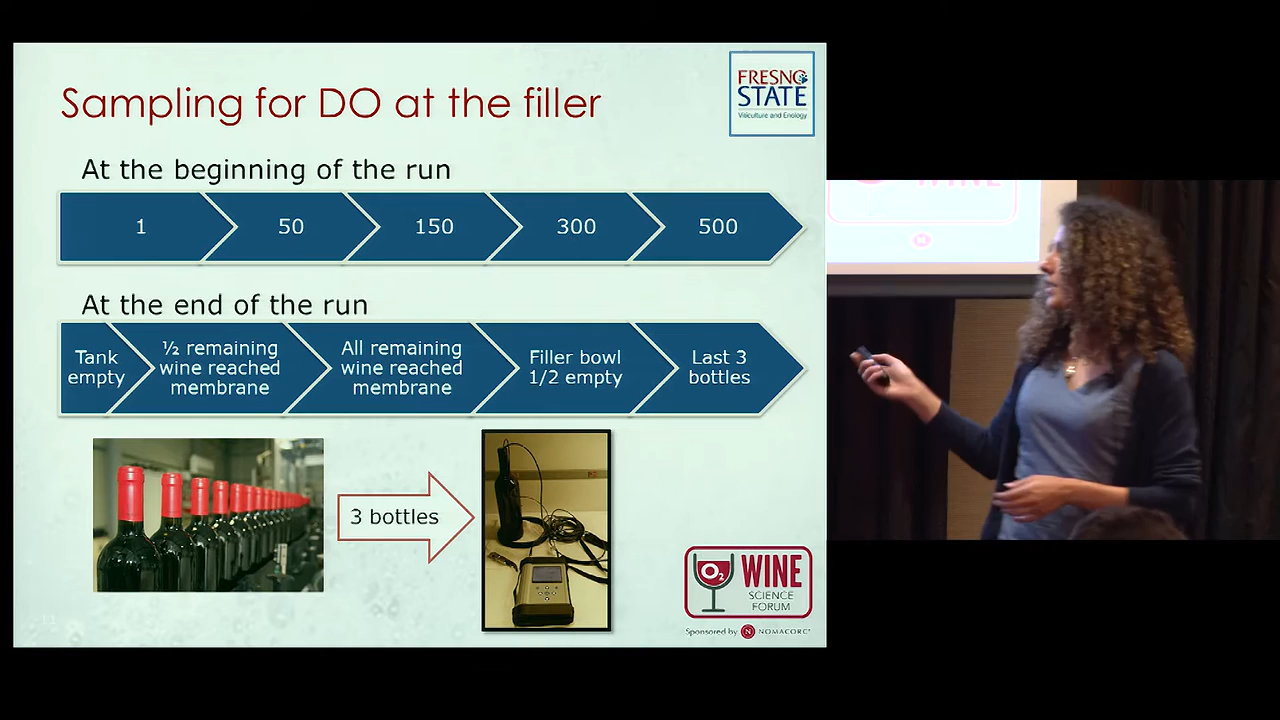 Sampling for DO at the filler
FRESNO
STATE
Viticulture and Enology
At the beginning of the run
1
50
150
300
500
At the end of the run
Tank
empty
½ remaining
wine reached
membrane
All remaining
wine reached
membrane
Filler bowl
1/2 empty
Last 3
bottles
3 bottles
O₂
WINE
SCIENCE
FORUM
Sponsored by N NOMACORC
11
WINE